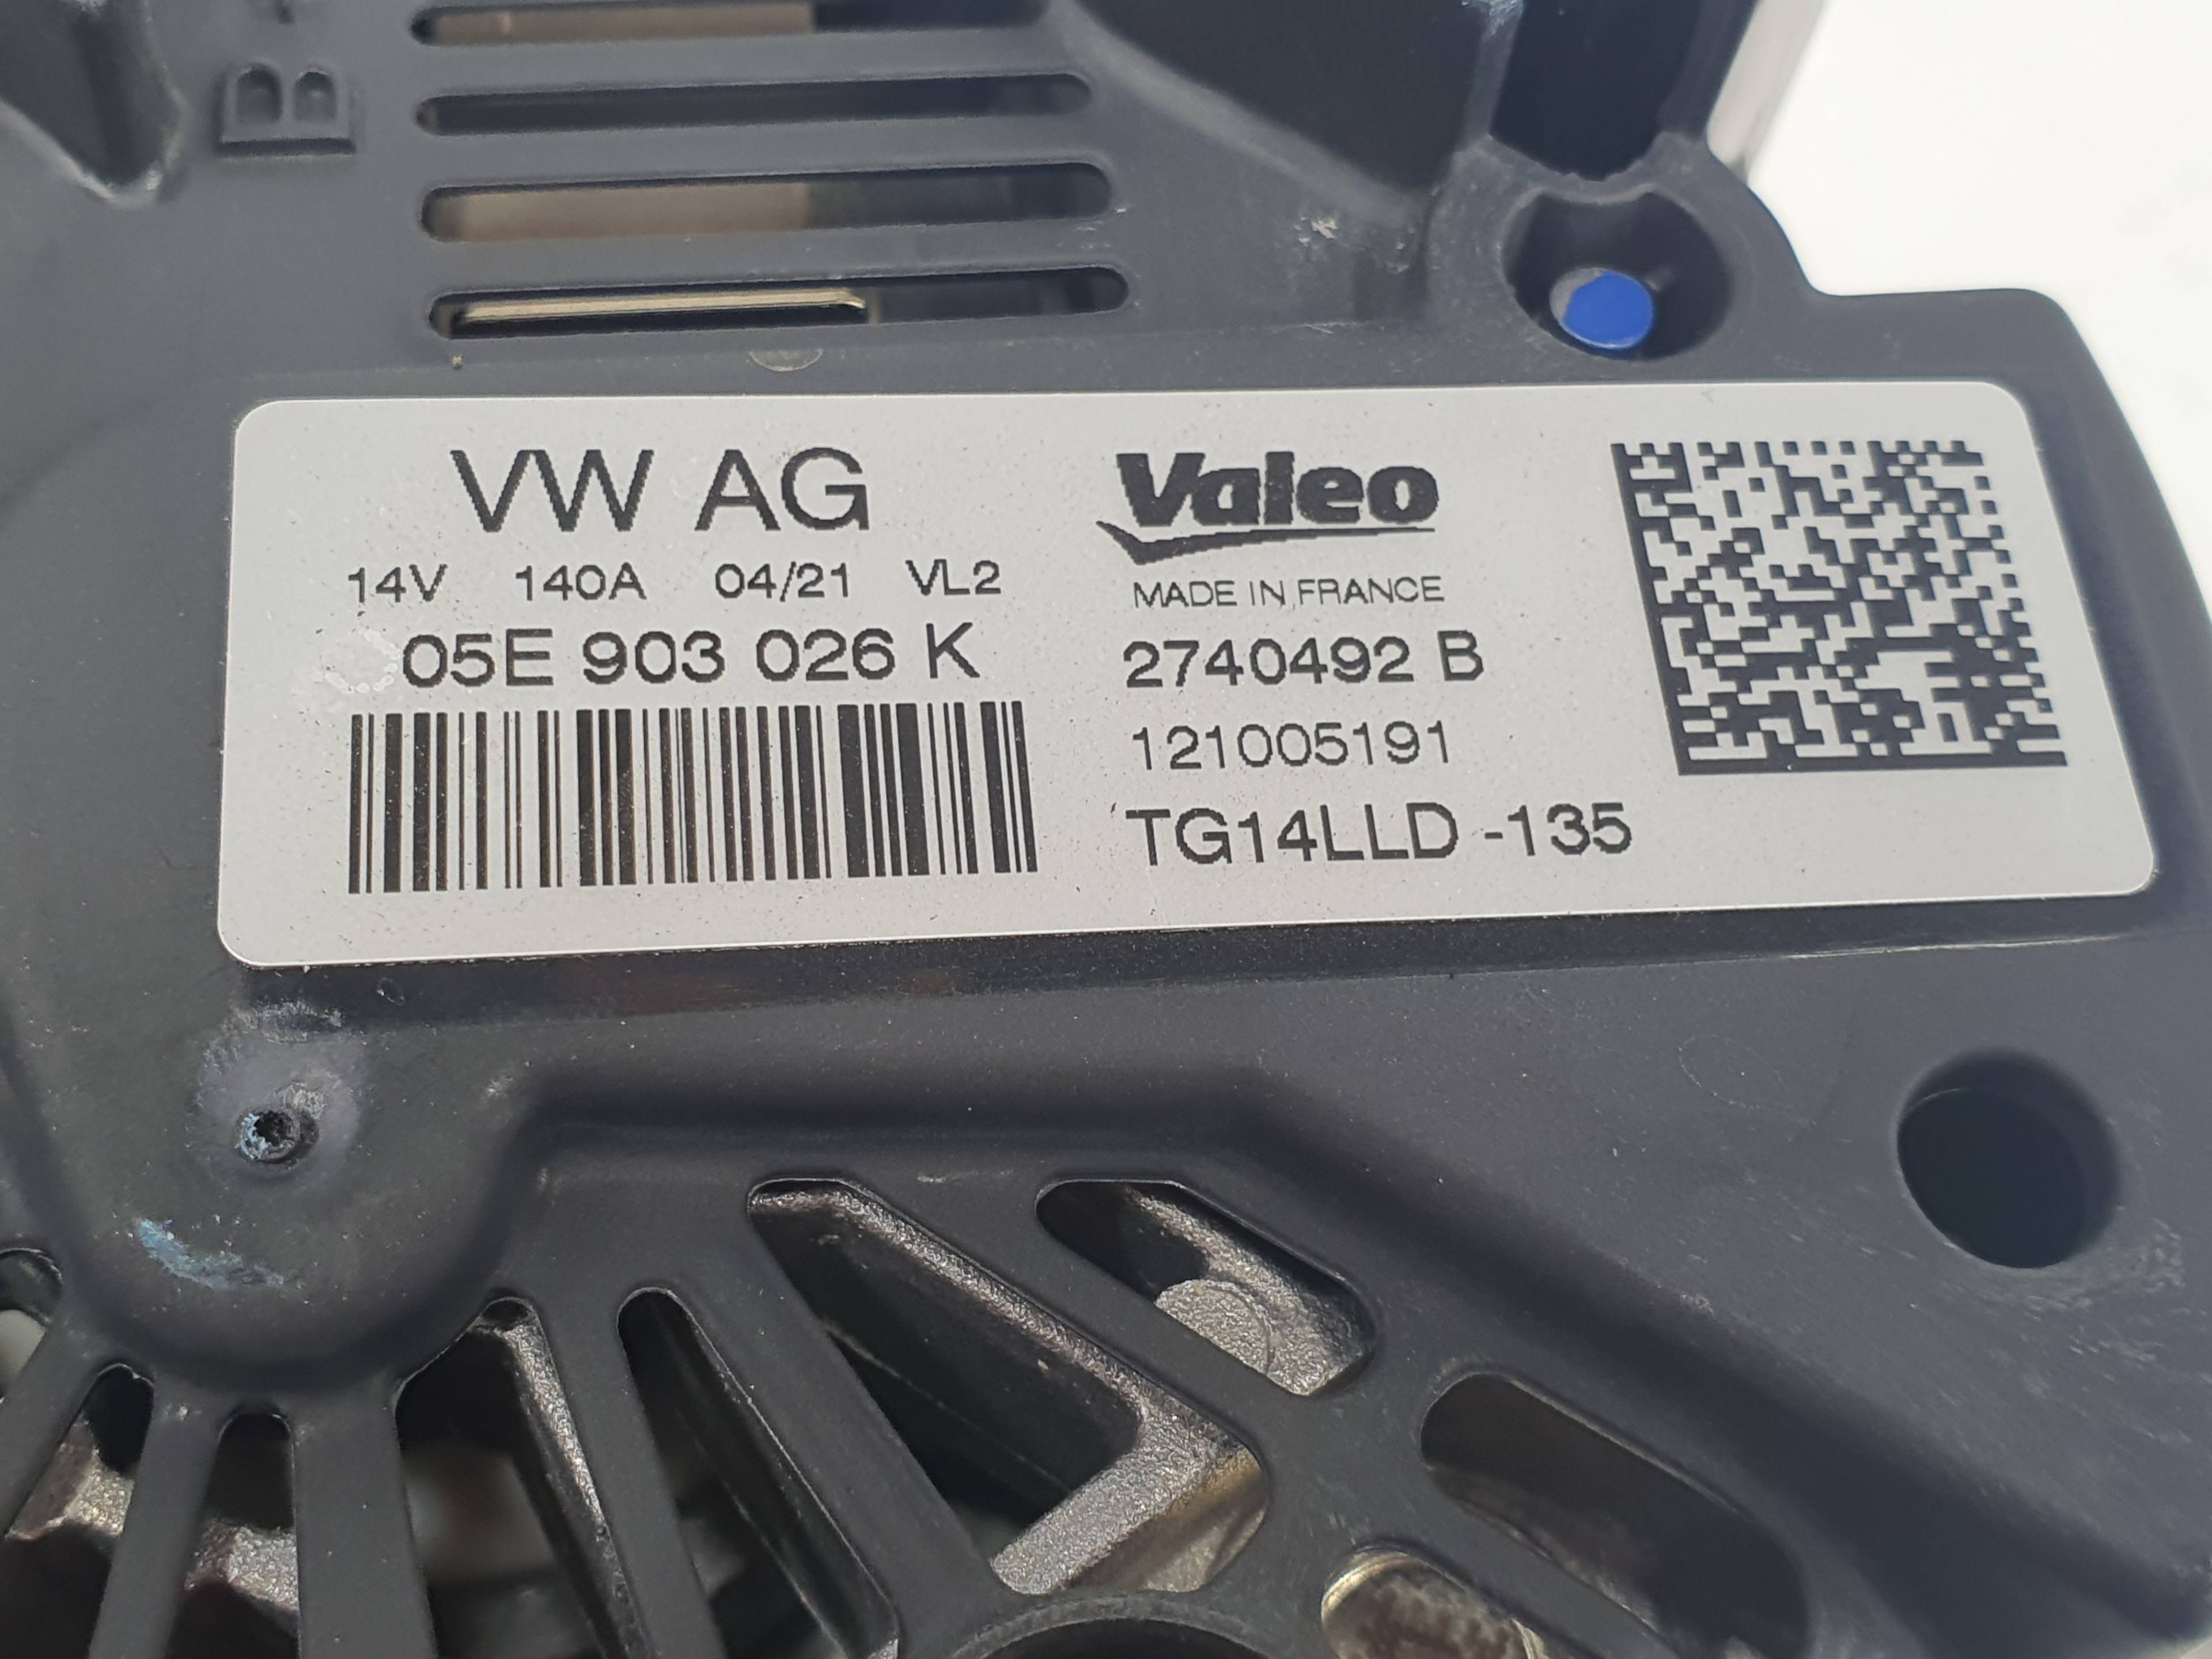 B
VW AG
14V 140A 04/21 VL2
05E 903 026 K
Valeo
MADE IN FRANCE
2740492 B
121005191
TG14LLD -135